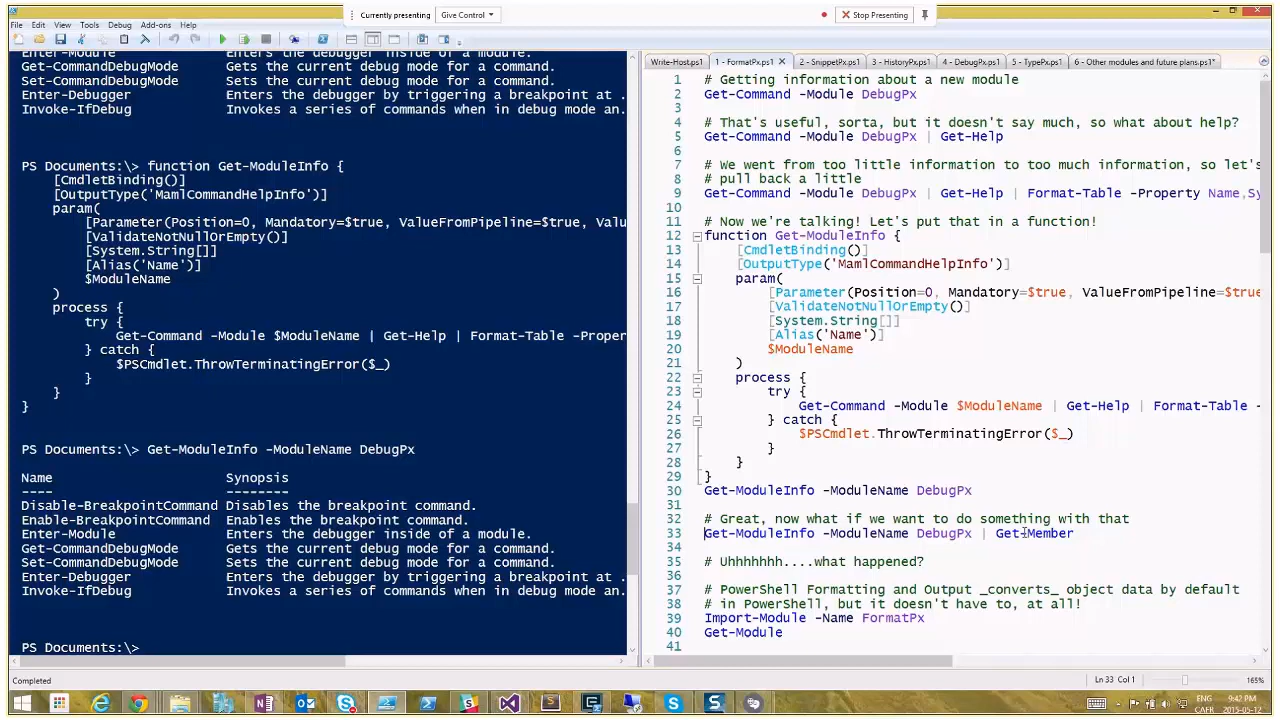 Currently presenting Give Control Stop Presenting
File Edit View Tools Debug Add-ons Help
Enter-Module Enters the debugger inside of a module.
Get-CommandDebugMode Gets the current debug mode for a command.
Set-CommandDebugMode Sets the current debug mode for a command.
Enter-Debugger Enters the debugger by triggering a breakpoint at .
Invoke-IfDebug Invokes a series of commands when in debug mode an.
PS Documents:\> function Get-ModuleInfo {
[CmdletBinding()]
[OutputType('MamlCommandHelpInfo')]
param(
[Parameter(Position=0, Mandatory=$true, ValueFromPipeline=$true, Valu
[ValidateNotNullOrEmpty()]
[System.String[]]
[Alias('Name')]
$ModuleName
)
process {
try {
Get-Command -Module $ModuleName | Get-Help | Format-Table -Proper
} catch {
$PSCmdlet.ThrowTerminatingError($_)
}
}
}
PS Documents:\> Get-ModuleInfo -ModuleName DebugPx
Name Synopsis
---- --------
Disable-BreakpointCommand Disables the breakpoint command.
Enable-BreakpointCommand Enables the breakpoint command.
Enter-Module Enters the debugger inside of a module.
Get-CommandDebugMode Gets the current debug mode for a command.
Set-CommandDebugMode Sets the current debug mode for a command.
Enter-Debugger Enters the debugger by triggering a breakpoint at .
Invoke-IfDebug Invokes a series of commands when in debug mode an.
PS Documents:\>
Write-Host.ps1 1 - FormatPx.ps1 2 - SnippetPx.ps1 3 - HistoryPx.ps1 4 - DebugPx.ps1 5 - TypePx.ps1 6 - Other modules and future plans.ps1*
1 # Getting information about a new module
2 Get-Command -Module DebugPx
3
4 # That's useful, sorta, but it doesn't say much, so what about help?
5 Get-Command -Module DebugPx | Get-Help
6
7 # We went from too little information to too much information, so let's
8 # pull back a little
9 Get-Command -Module DebugPx | Get-Help | Format-Table -Property Name,Sy
10
11 # Now we're talking! Let's put that in a function!
12 function Get-ModuleInfo {
13 [CmdletBinding()]
14 [OutputType('MamlCommandHelpInfo')]
15 param(
16 [Parameter(Position=0, Mandatory=$true, ValueFromPipeline=$true
17 [ValidateNotNullOrEmpty()]
18 [System.String[]]
19 [Alias('Name')]
20 $ModuleName
21 )
22 process {
23 try {
24 Get-Command -Module $ModuleName | Get-Help | Format-Table -
25 } catch {
26 $PSCmdlet.ThrowTerminatingError($_)
27 }
28 }
29 }
30 Get-ModuleInfo -ModuleName DebugPx
31
32 # Great, now what if we want to do something with that
33 Get-ModuleInfo -ModuleName DebugPx | Get-Member
34
35 # Uhhhhhhh....what happened?
36
37 # PowerShell Formatting and Output _converts_ object data by default
38 # in PowerShell, but it doesn't have to, at all!
39 Import-Module -Name FormatPx
40 Get-Module
41
Completed Ln 33 Col 1 165%
ENG 9:42 PM
CAFR 2015-05-12